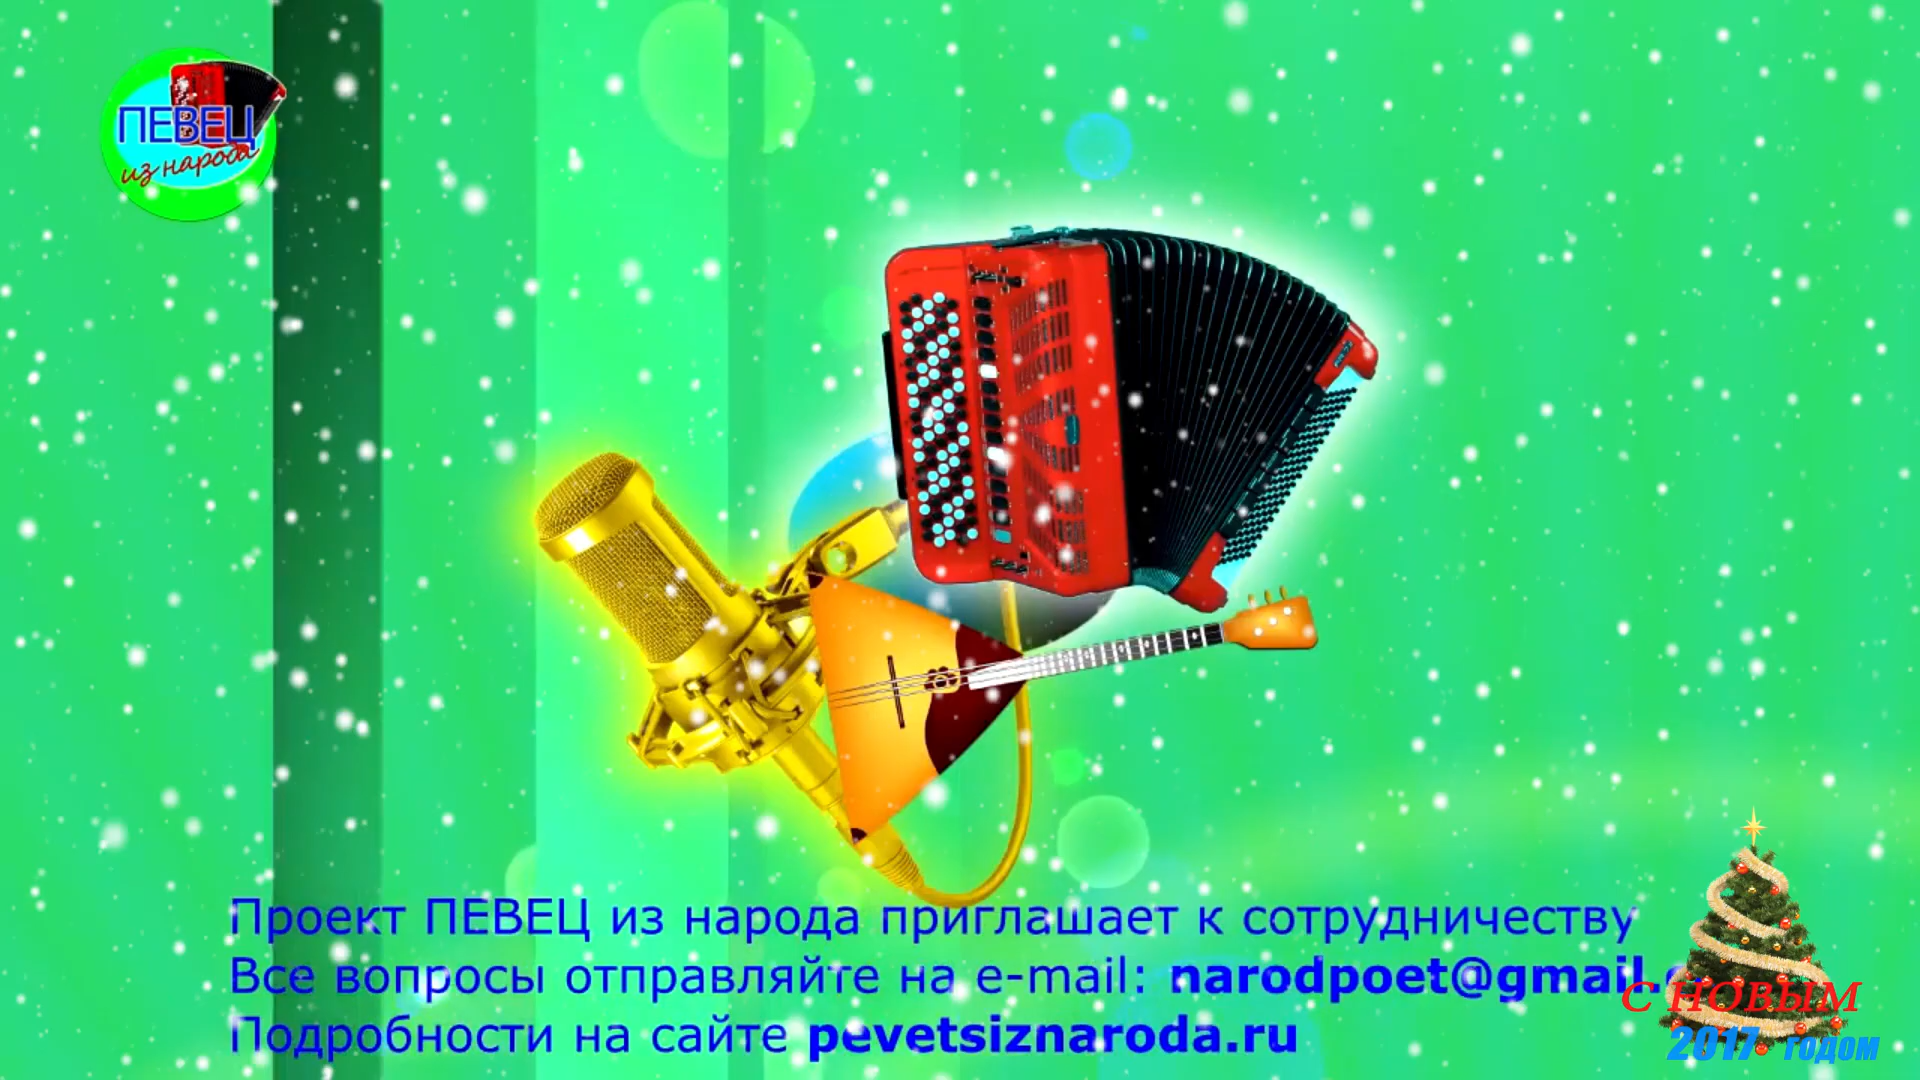 ПЕВЕЦ
из народа
Проект ПЕВЕЦ из народа приглашает к сотрудничеству
Все вопросы отправляйте на e-mail: narodpoet@gmail.
Подробности на сайте pevetsiznaroda.ru
С НОВЫМ
2017 годом